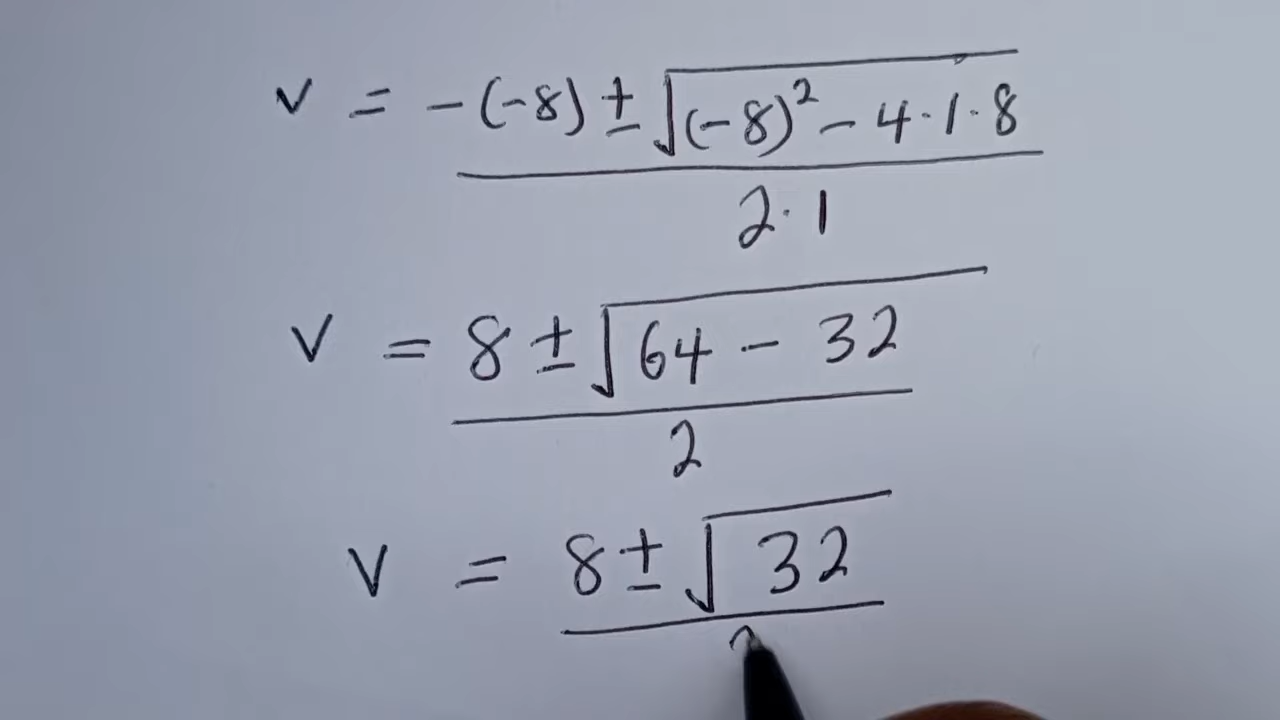 v = -(-8) ± √(-8)² - 4·1·8
2·1
v = 8 ± √64 - 32
2
v = 8 ± √32